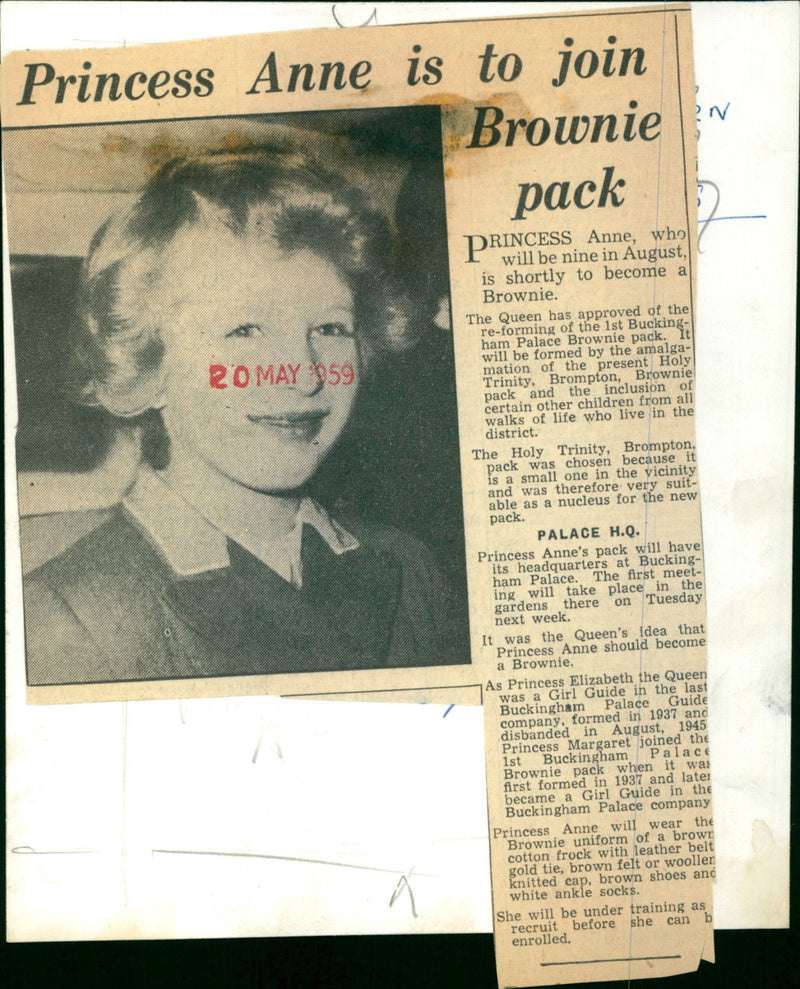 Princess Anne is to join
Brownie
pack
PRINCESS Anne, who
will be nine in August,
is shortly to become a
Brownie.
The Queen has approved of the
re-forming of the 1st Bucking-
ham Palace Brownie pack. It
will be formed by the amalga-
mation of the present Holy
Trinity, Brompton, Brownie
pack and the inclusion of
certain other children from all
walks of life who live in the
district.
The Holy Trinity, Brompton,
pack was chosen because it
is a small one in the vicinity
and was therefore very suit-
able as a nucleus for the new
pack.
PALACE H.Q.
Princess Anne's pack will have
its headquarters at Bucking-
ham Palace. The first meet-
ing will take place in the
gardens there on Tuesday
next week.
It was the Queen's idea that
Princess Anne should become
a Brownie.
As Princess Elizabeth the Queen
was a Girl Guide in the last
Buckingham Palace Guide
company, formed in 1937 and
disbanded in August, 1945
Princess Margaret joined the
1st Buckingham Palace
Brownie pack when it was
first formed in 1937 and later
became a Girl Guide in the
Buckingham Palace company
Princess Anne will wear the
Brownie uniform of a brown
cotton frock with leather belt
gold tie, brown felt or woollen
knitted cap, brown shoes and
white ankle socks.
She will be under training as
recruit before she can b
enrolled.
20 MAY 1959